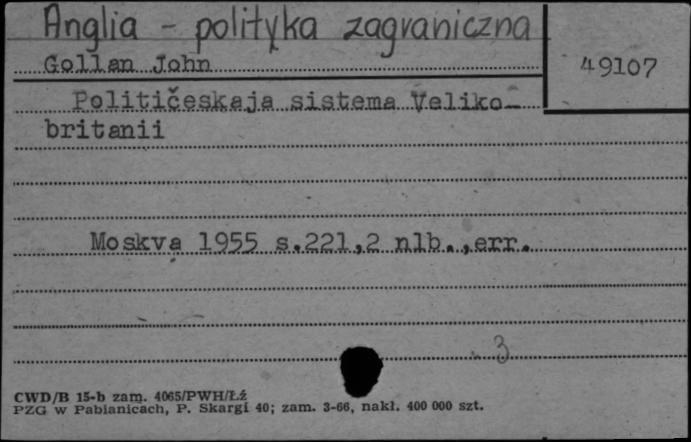 Anglia - polityka zagraniczna
Gollan John
49107
Političeskaja sistema Veliko-
britanii
Moskva 1955 s.221,2 nlb.,err.
3
CWD/B 15-b zam. 4065/PWH/Łź
PZG w Pabianicach, P. Skargi 40; zam. 3-66, nakł. 400 000 szt.